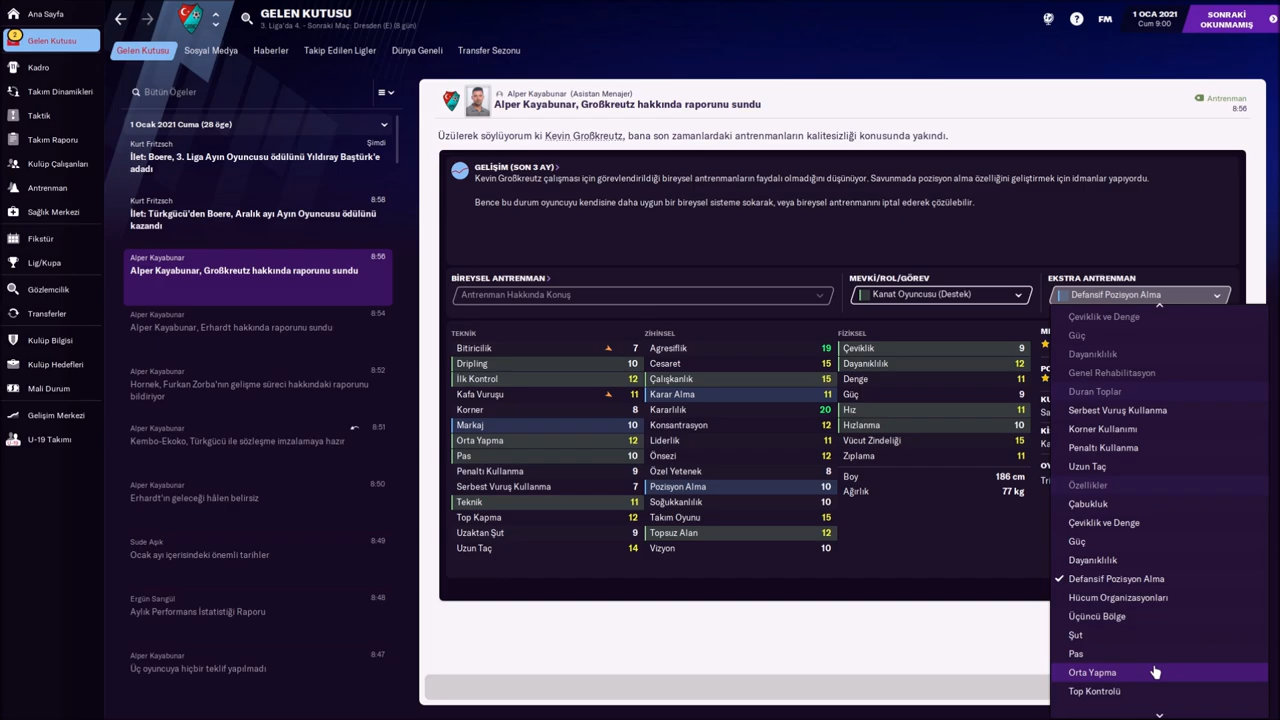 Ana Sayfa
2
Gelen Kutusu
Kadro
Takım Dinamikleri
Taktik
Takım Raporu
Kulüp Çalışanları
Antrenman
Sağlık Merkezi
Fikstür
Lig/Kupa
Gözlemcilik
Transferler
Kulüp Bilgisi
Kulüp Hedefleri
Mali Durum
Gelişim Merkezi
U-19 Takımı
GELEN KUTUSU
3. Liga'da 4. - Sonraki Maç: Dresden (E) (8 gün)
?
FM
1 OCA 2021
Cum 9:00
SONRAKİ
OKUNMAMIŞ
Gelen Kutusu
Sosyal Medya
Haberler
Takip Edilen Ligler
Dünya Geneli
Transfer Sezonu
Bütün Ögeler
1 Ocak 2021 Cuma (28 öge)
Kurt Fritzsch
Şimdi
İlet: Boere, 3. Liga Ayın Oyuncusu ödülünü Yıldıray Baştürk'e
adadı
Kurt Fritzsch
8:58
İlet: Türkgücü'den Boere, Aralık ayı Ayın Oyuncusu ödülünü
kazandı
Alper Kayabunar
8:56
Alper Kayabunar, Großkreutz hakkında raporunu sundu
Alper Kayabunar
8:54
Alper Kayabunar, Erhardt hakkında raporunu sundu
Alper Kayabunar
8:52
Hornek, Furkan Zorba'nın gelişme süreci hakkındaki raporunu
bildiriyor
Alper Kayabunar
8:51
Kembo-Ekoko, Türkgücü ile sözleşme imzalamaya hazır
Alper Kayabunar
8:50
Erhardt'ın geleceği hâlen belirsiz
Sude Apik
8:49
Ocak ayı içerisindeki önemli tarihler
Ergün Sarıgül
8:48
Aylık Performans İstatistiği Raporu
Alper Kayabunar
8:47
Üç oyuncuya hiçbir teklif yapılmadı
Alper Kayabunar (Asistan Menajer)
Alper Kayabunar, Großkreutz hakkında raporunu sundu
Antrenman
8:56
Üzülerek söylüyorum ki Kevin Großkreutz, bana son zamanlardaki antrenmanların kalitesizliği konusunda yakındı.
GELİŞİM (SON 3 AY)
Kevin Großkreutz çalışması için görevlendirildiği bireysel antrenmanların faydalı olmadığını düşünüyor. Savunmada pozisyon alma özelliğini geliştirmek için idmanlar yapıyordu.
Bence bu durum oyuncuyu kendisine daha uygun bir bireysel sisteme sokarak, veya bireysel antrenmanını iptal ederek çözülebilir.
BİREYSEL ANTRENMAN
Antrenman Hakkında Konuş
MEVKİ/ROL/GÖREV
Kanat Oyuncusu (Destek)
EKSTRA ANTRENMAN
Defansif Pozisyon Alma
TEKNİK
Bitiricilik 7
Dripling 10
İlk Kontrol 12
Kafa Vuruşu 11
Korner 8
Markaj 10
Orta Yapma 12
Pas 10
Penaltı Kullanma 9
Serbest Vuruş Kullanma 7
Teknik 11
Top Kapma 12
Uzaktan Şut 9
Uzun Taç 14
ZİHİNSEL
Agresiflik 19
Cesaret 15
Çalışkanlık 15
Karar Alma 11
Kararlılık 20
Konsantrasyon 12
Liderlik 11
Önsezi 12
Özel Yetenek 8
Pozisyon Alma 10
Soğukkanlılık 10
Takım Oyunu 15
Topsuz Alan 12
Vizyon 10
FİZİKSEL
Çeviklik 9
Dayanıklılık 12
Denge 11
Güç 9
Hız 11
Hızlanma 10
Vücut Zindeliği 15
Zıplama 11
Boy 186 cm
Ağırlık 77 kg
Çeviklik ve Denge
Güç
Dayanıklılık
Genel Rehabilitasyon
Duran Toplar
Serbest Vuruş Kullanma
Korner Kullanımı
Penaltı Kullanma
Uzun Taç
Özellikler
Çabukluk
Çeviklik ve Denge
Güç
Dayanıklılık
Defansif Pozisyon Alma
Hücum Organizasyonları
Üçüncü Bölge
Şut
Pas
Orta Yapma
Top Kontrolü